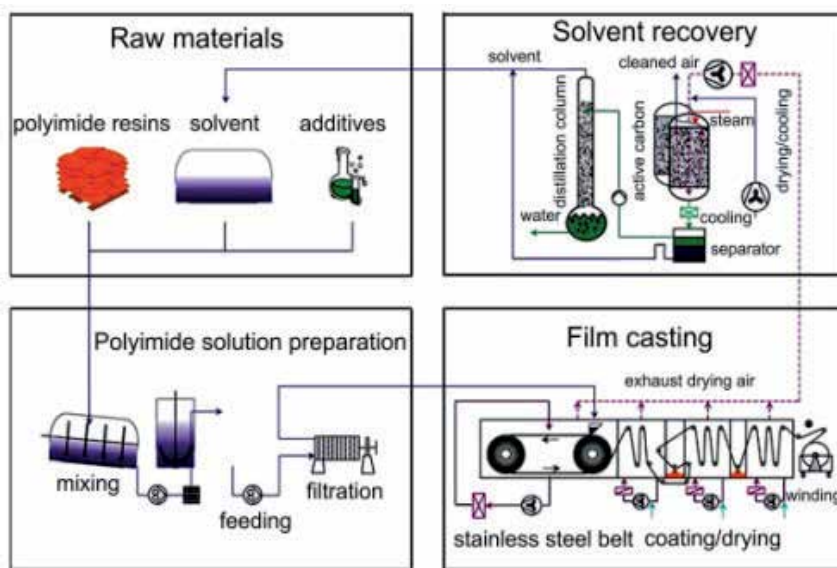 Raw materials
polyimide resins
solvent
additives
Solvent recovery
solvent
cleaned air
distillation column
active carbon
steam
drying/cooling
water
cooling
separator
Polyimide solution preparation
mixing
feeding
filtration
Film casting
exhaust drying air
winding
stainless steel belt
coating/drying